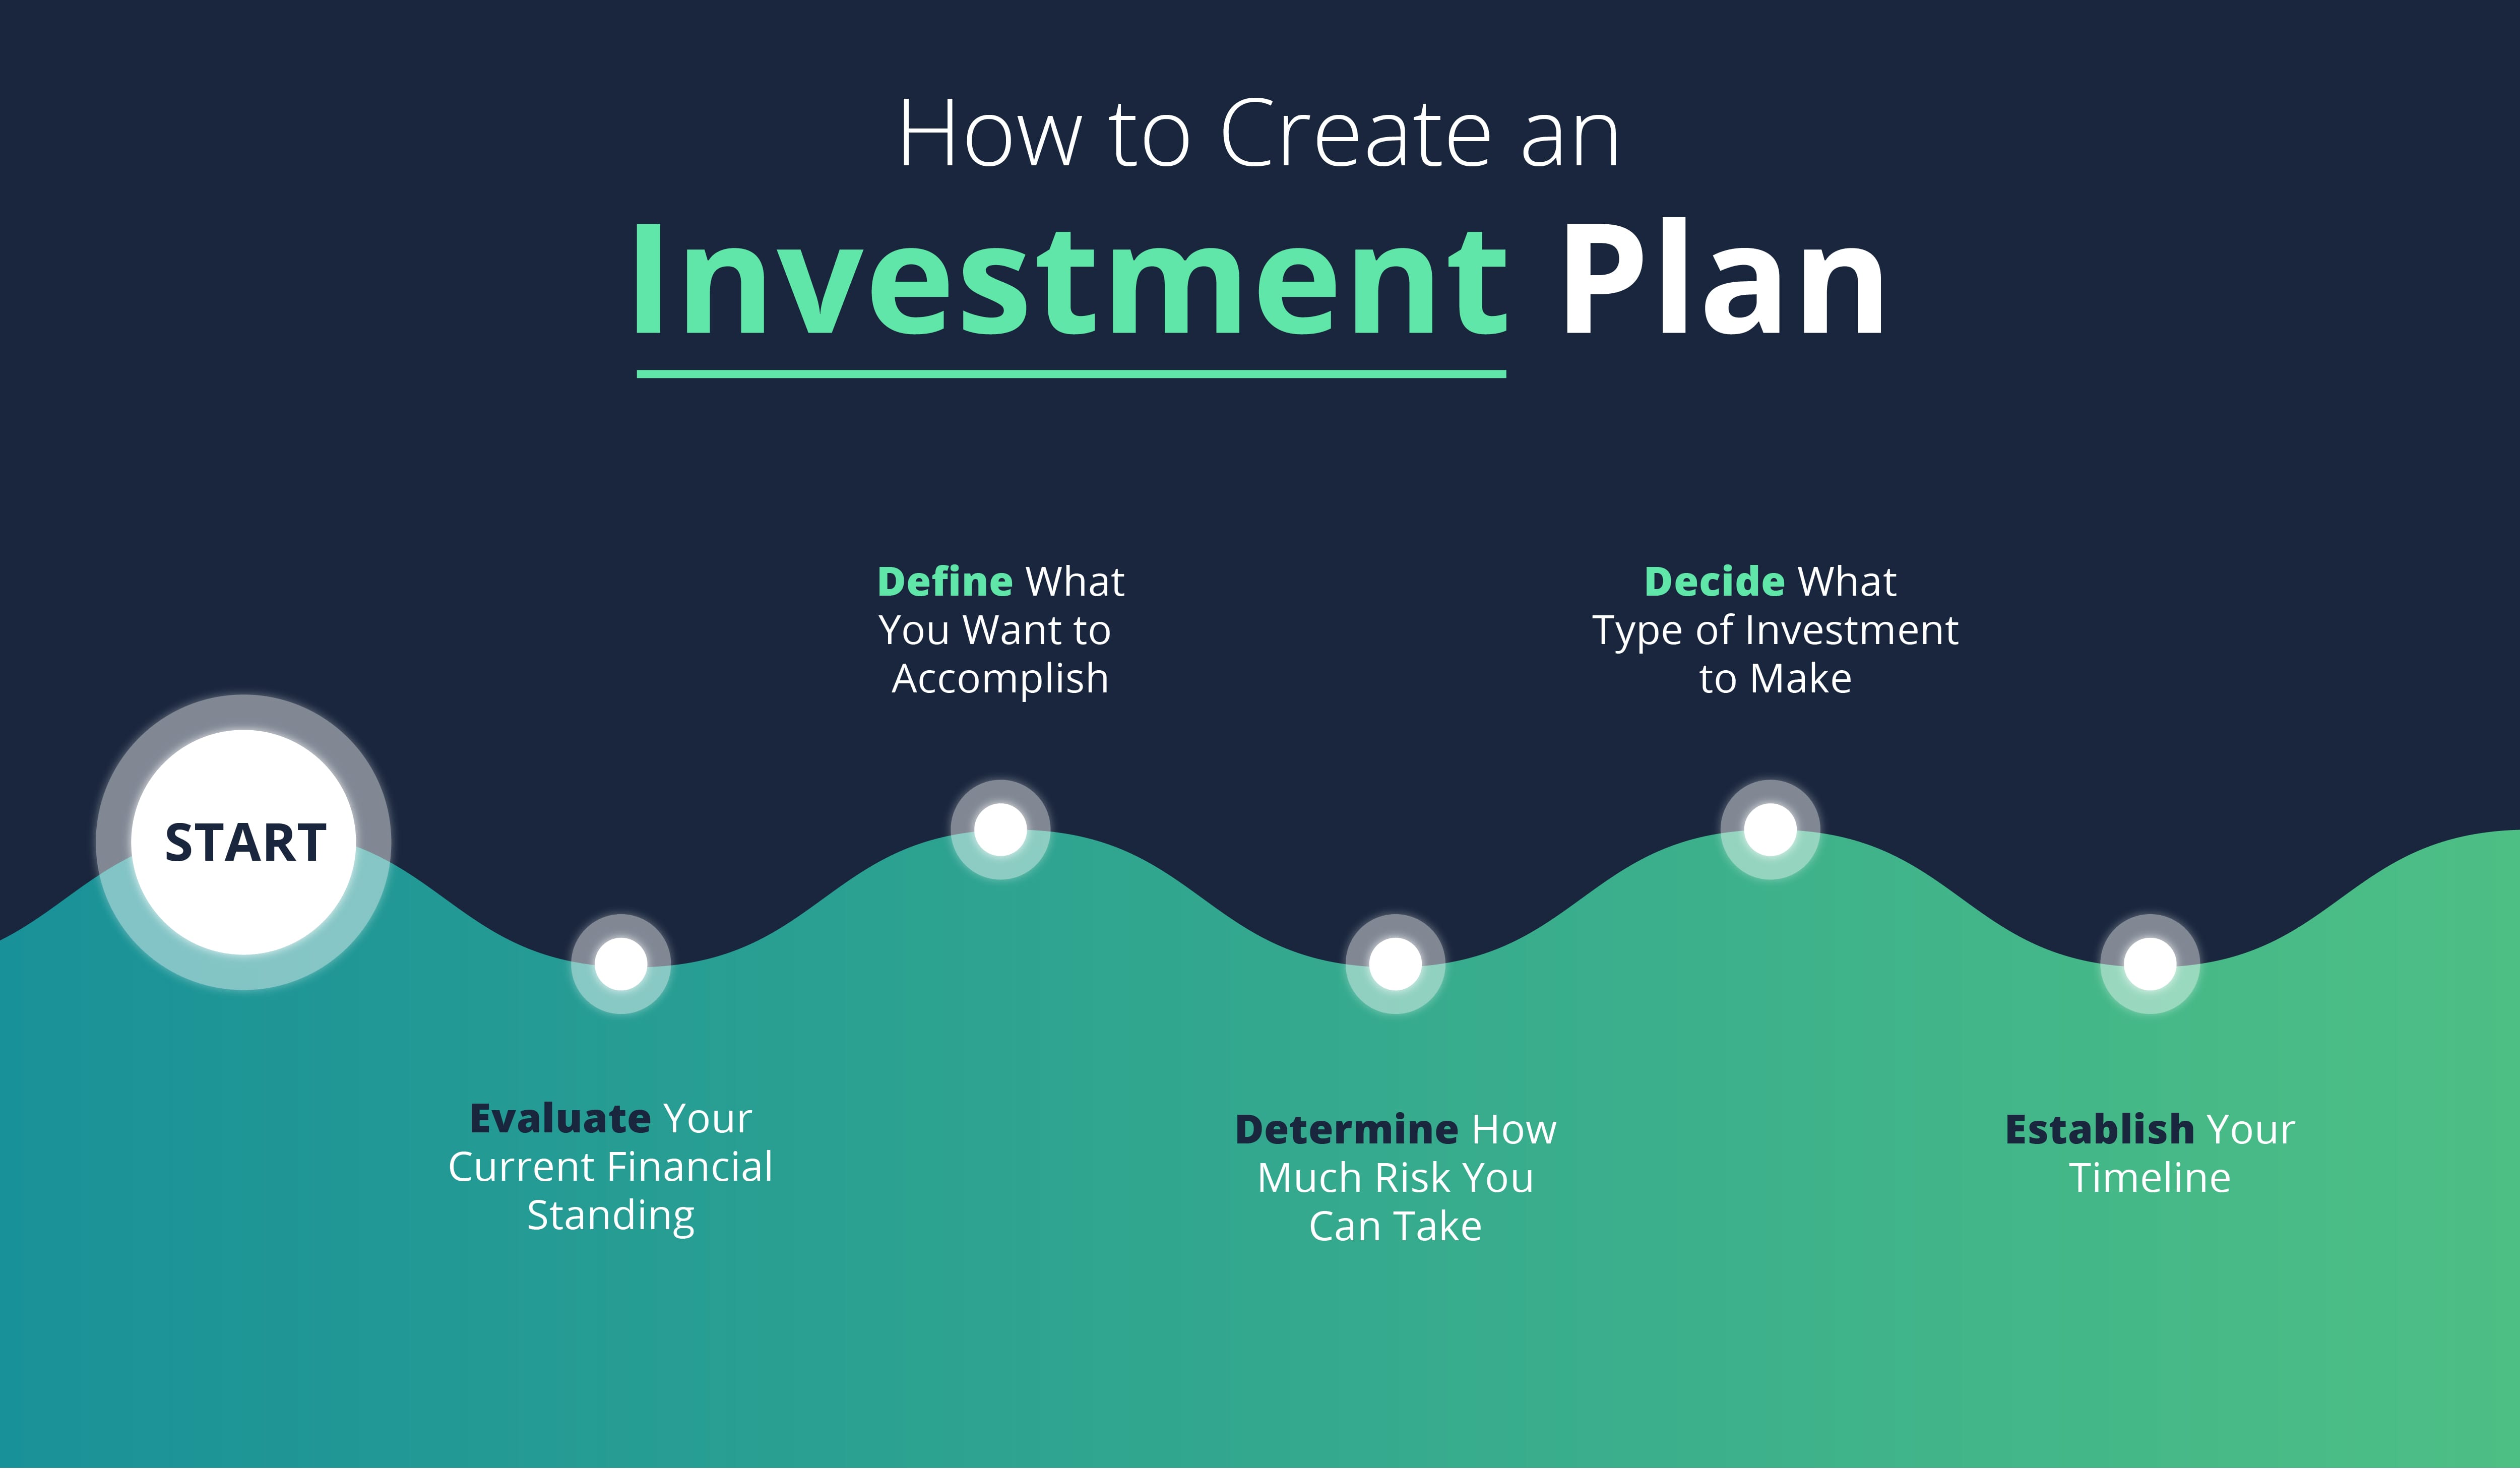 How to Create an
Investment Plan
START
Evaluate Your
Current Financial
Standing
Define What
You Want to
Accomplish
Determine How
Much Risk You
Can Take
Decide What
Type of Investment
to Make
Establish Your
Timeline